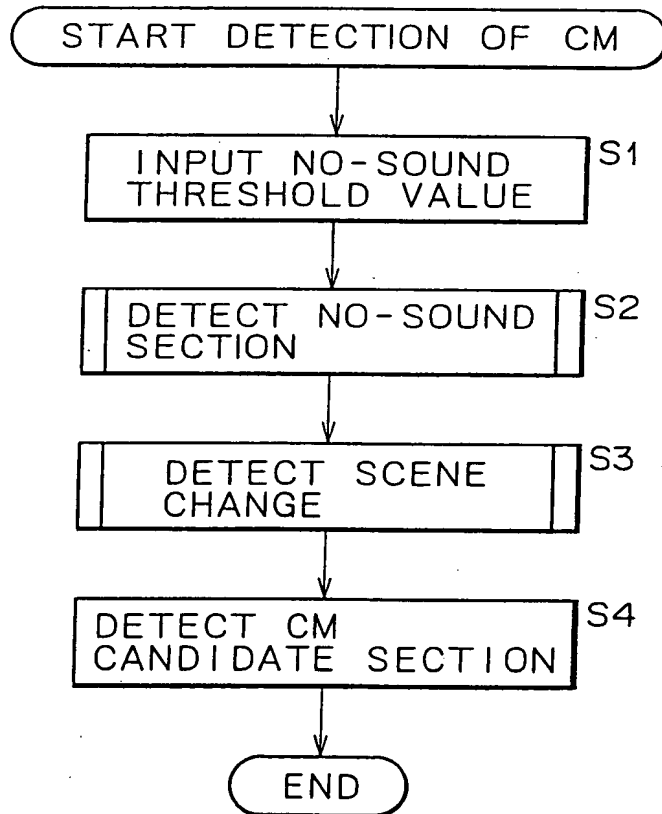 START DETECTION OF CM
INPUT NO-SOUND
THRESHOLD VALUE
S1
DETECT NO-SOUND
SECTION
S2
DETECT SCENE
CHANGE
S3
DETECT CM
CANDIDATE SECTION
S4
END